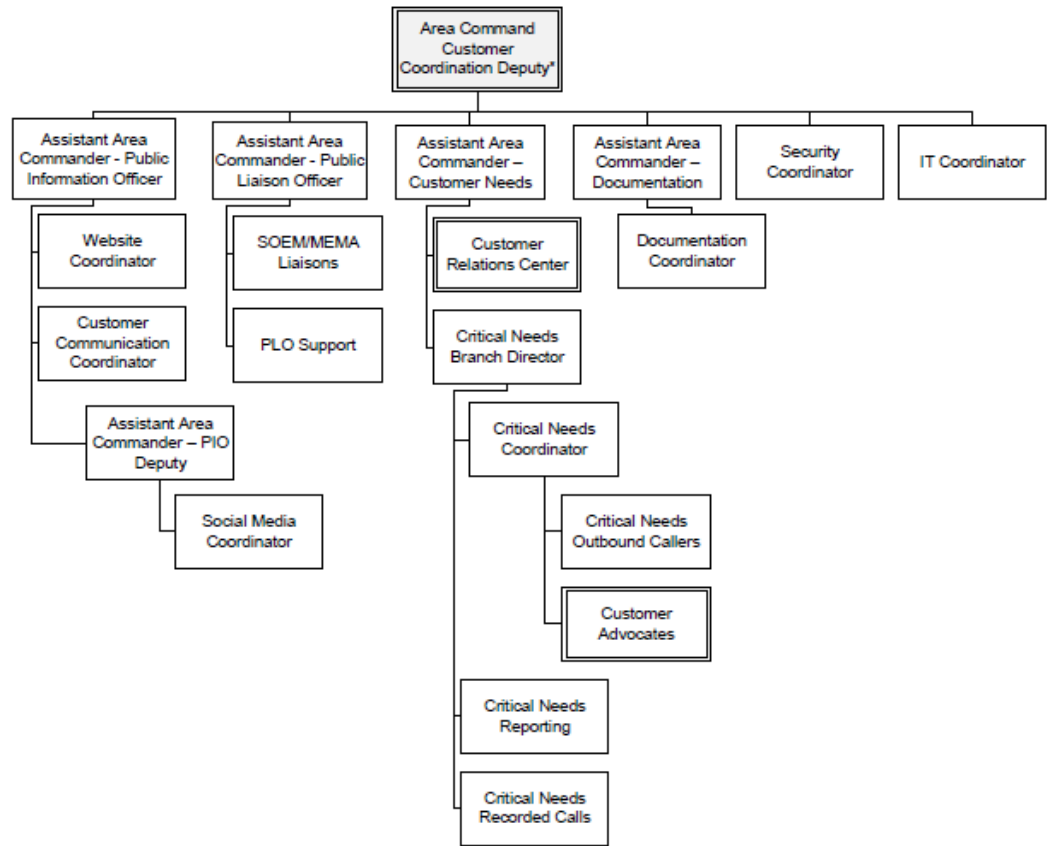 Area Command
Customer
Coordination Deputy*
Assistant Area
Commander - Public
Information Officer
Assistant Area
Commander - Public
Liaison Officer
Assistant Area
Commander –
Customer Needs
Assistant Area
Commander –
Documentation
Security
Coordinator
IT Coordinator
Website
Coordinator
SOEM/MEMA
Liaisons
Customer
Relations Center
Documentation
Coordinator
Customer
Communication
Coordinator
PLO Support
Critical Needs
Branch Director
Assistant Area
Commander – PIO
Deputy
Critical Needs
Coordinator
Social Media
Coordinator
Critical Needs
Outbound Callers
Customer
Advocates
Critical Needs
Reporting
Critical Needs
Recorded Calls